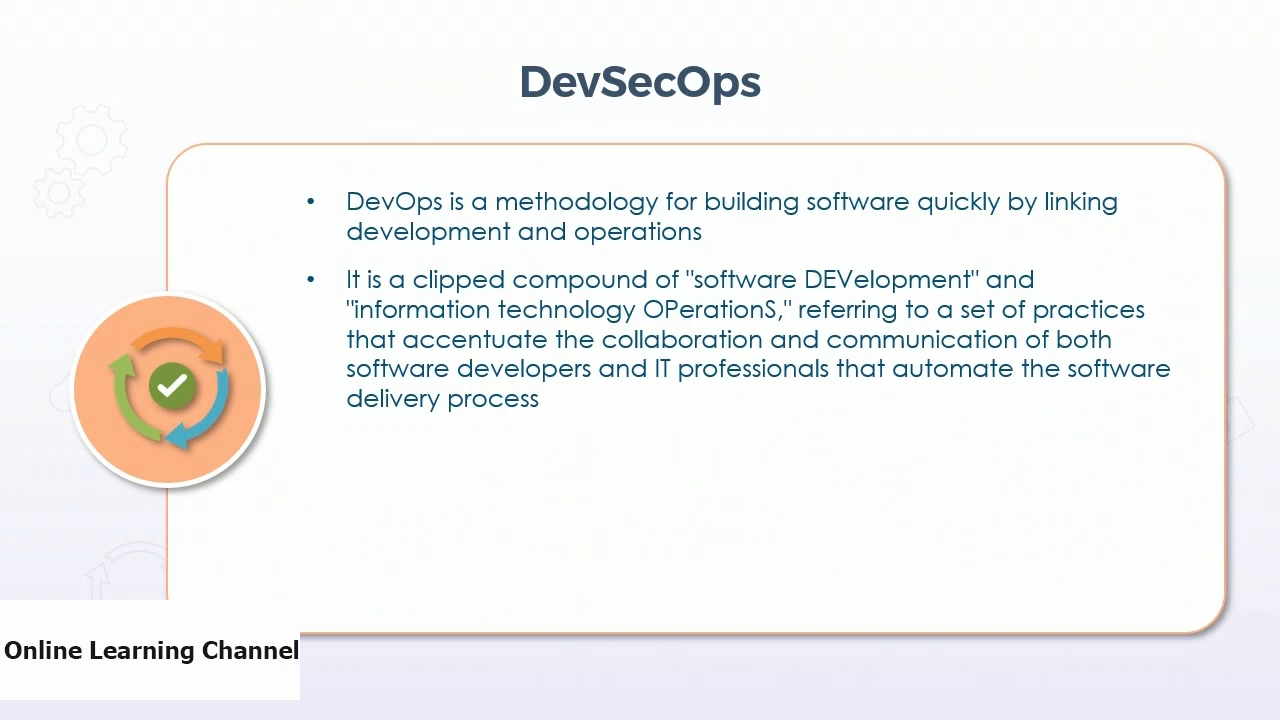 DevSecOps
• DevOps is a methodology for building software quickly by linking
development and operations
• It is a clipped compound of "software DEVelopment" and
"information technology OPerationS," referring to a set of practices
that accentuate the collaboration and communication of both
software developers and IT professionals that automate the software
delivery process
Online Learning Channel